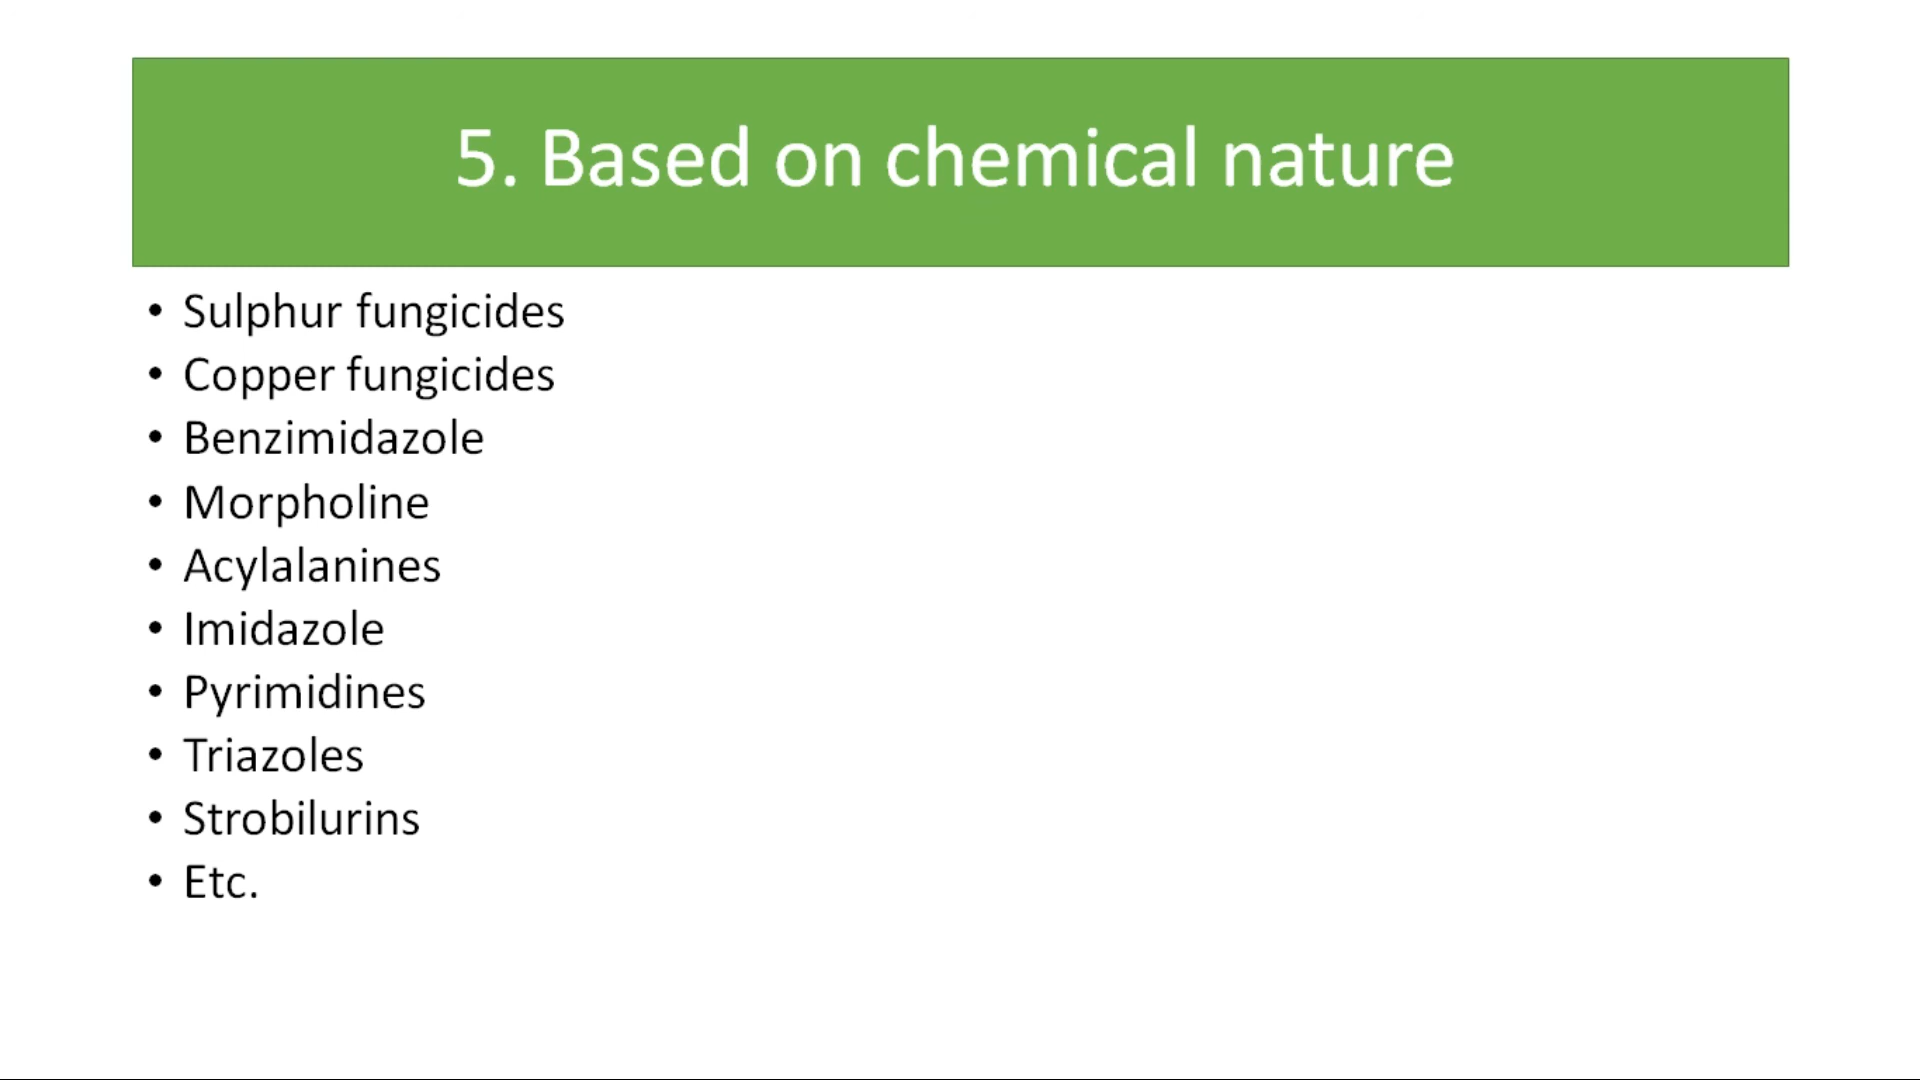 5. Based on chemical nature
• Sulphur fungicides
• Copper fungicides
• Benzimidazole
• Morpholine
• Acylalanines
• Imidazole
• Pyrimidines
• Triazoles
• Strobilurins
• Etc.